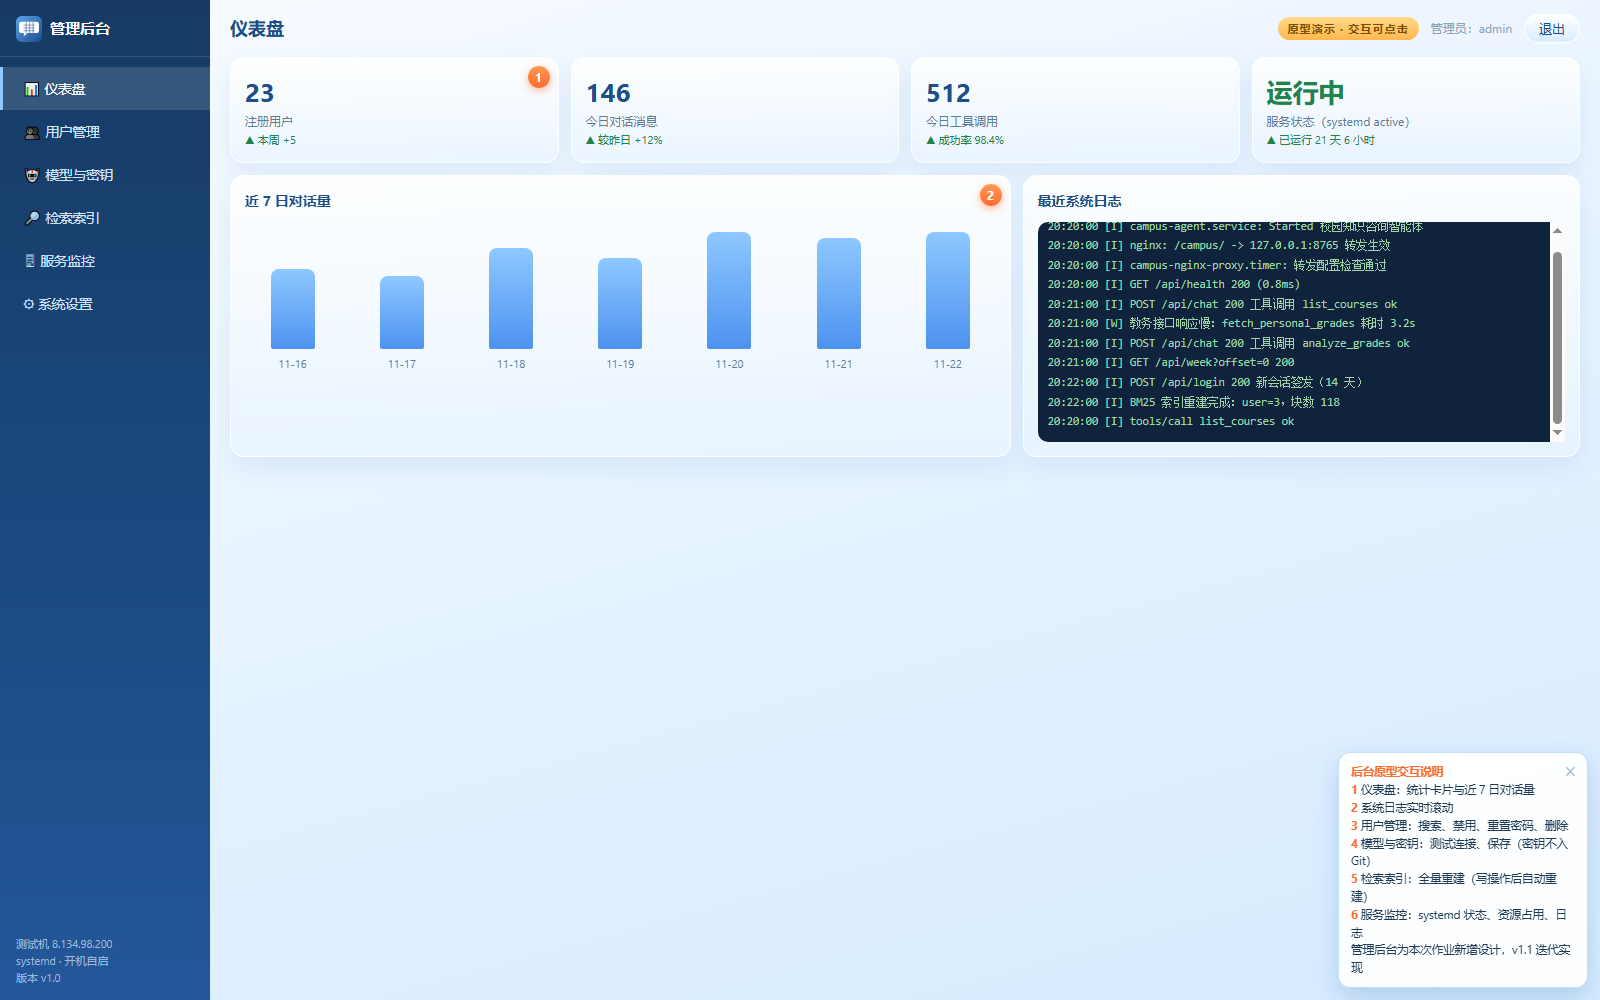 管理后台
仪表盘
用户管理
模型与密钥
检索索引
服务监控
系统设置
测试机 8.134.98.200
systemd · 开机自启
版本 v1.0
仪表盘
原型演示 · 交互可点击
管理员：admin
退出
23
1
注册用户
▲ 本周 +5
146
今日对话消息
▲ 较昨日 +12%
512
今日工具调用
▲ 成功率 98.4%
运行中
服务状态（systemd active）
▲ 已运行 21 天 6 小时
近 7 日对话量
2
11-16
11-17
11-18
11-19
11-20
11-21
11-22
最近系统日志
20:20:00 [I] campus-agent.service: Started 校园知识咨询智能体
20:20:00 [I] nginx: /campus/ -> 127.0.0.1:8765 转发生效
20:20:00 [I] campus-nginx-proxy.timer: 转发配置检查通过
20:20:00 [I] GET /api/health 200 (0.8ms)
20:21:00 [I] POST /api/chat 200 工具调用 list_courses ok
20:21:00 [W] 教务接口响应慢：fetch_personal_grades 耗时 3.2s
20:21:00 [I] POST /api/chat 200 工具调用 analyze_grades ok
20:21:00 [I] GET /api/week?offset=0 200
20:22:00 [I] POST /api/login 200 新会话签发（14 天）
20:22:00 [I] BM25 索引重建完成：user=3，块数 118
20:20:00 [I] tools/call list_courses ok
后台原型交互说明
1 仪表盘：统计卡片与近 7 日对话量
2 系统日志实时滚动
3 用户管理：搜索、禁用、重置密码、删除
4 模型与密钥：测试连接、保存（密钥不入
Git）
5 检索索引：全量重建（写操作后自动重
建）
6 服务监控：systemd 状态、资源占用、日
志
管理后台为本次作业新增设计，v1.1 迭代实
现